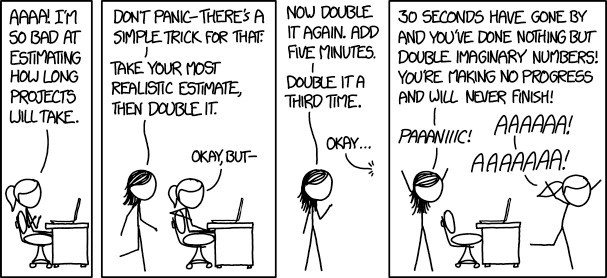 AAAA! I'M
SO BAD AT
ESTIMATING
HOW LONG
PROJECTS
WILL TAKE.
DON'T PANIC—THERE'S A
SIMPLE TRICK FOR THAT:
TAKE YOUR MOST
REALISTIC ESTIMATE,
THEN DOUBLE IT.
OKAY, BUT—
NOW DOUBLE
IT AGAIN. ADD
FIVE MINUTES.
DOUBLE IT A
THIRD TIME.
OKAY...
30 SECONDS HAVE GONE BY
AND YOU'VE DONE NOTHING BUT
DOUBLE IMAGINARY NUMBERS!
YOU'RE MAKING NO PROGRESS
AND WILL NEVER FINISH!
PAAANIIIC!
AAAAAA!
AAAAAAA!